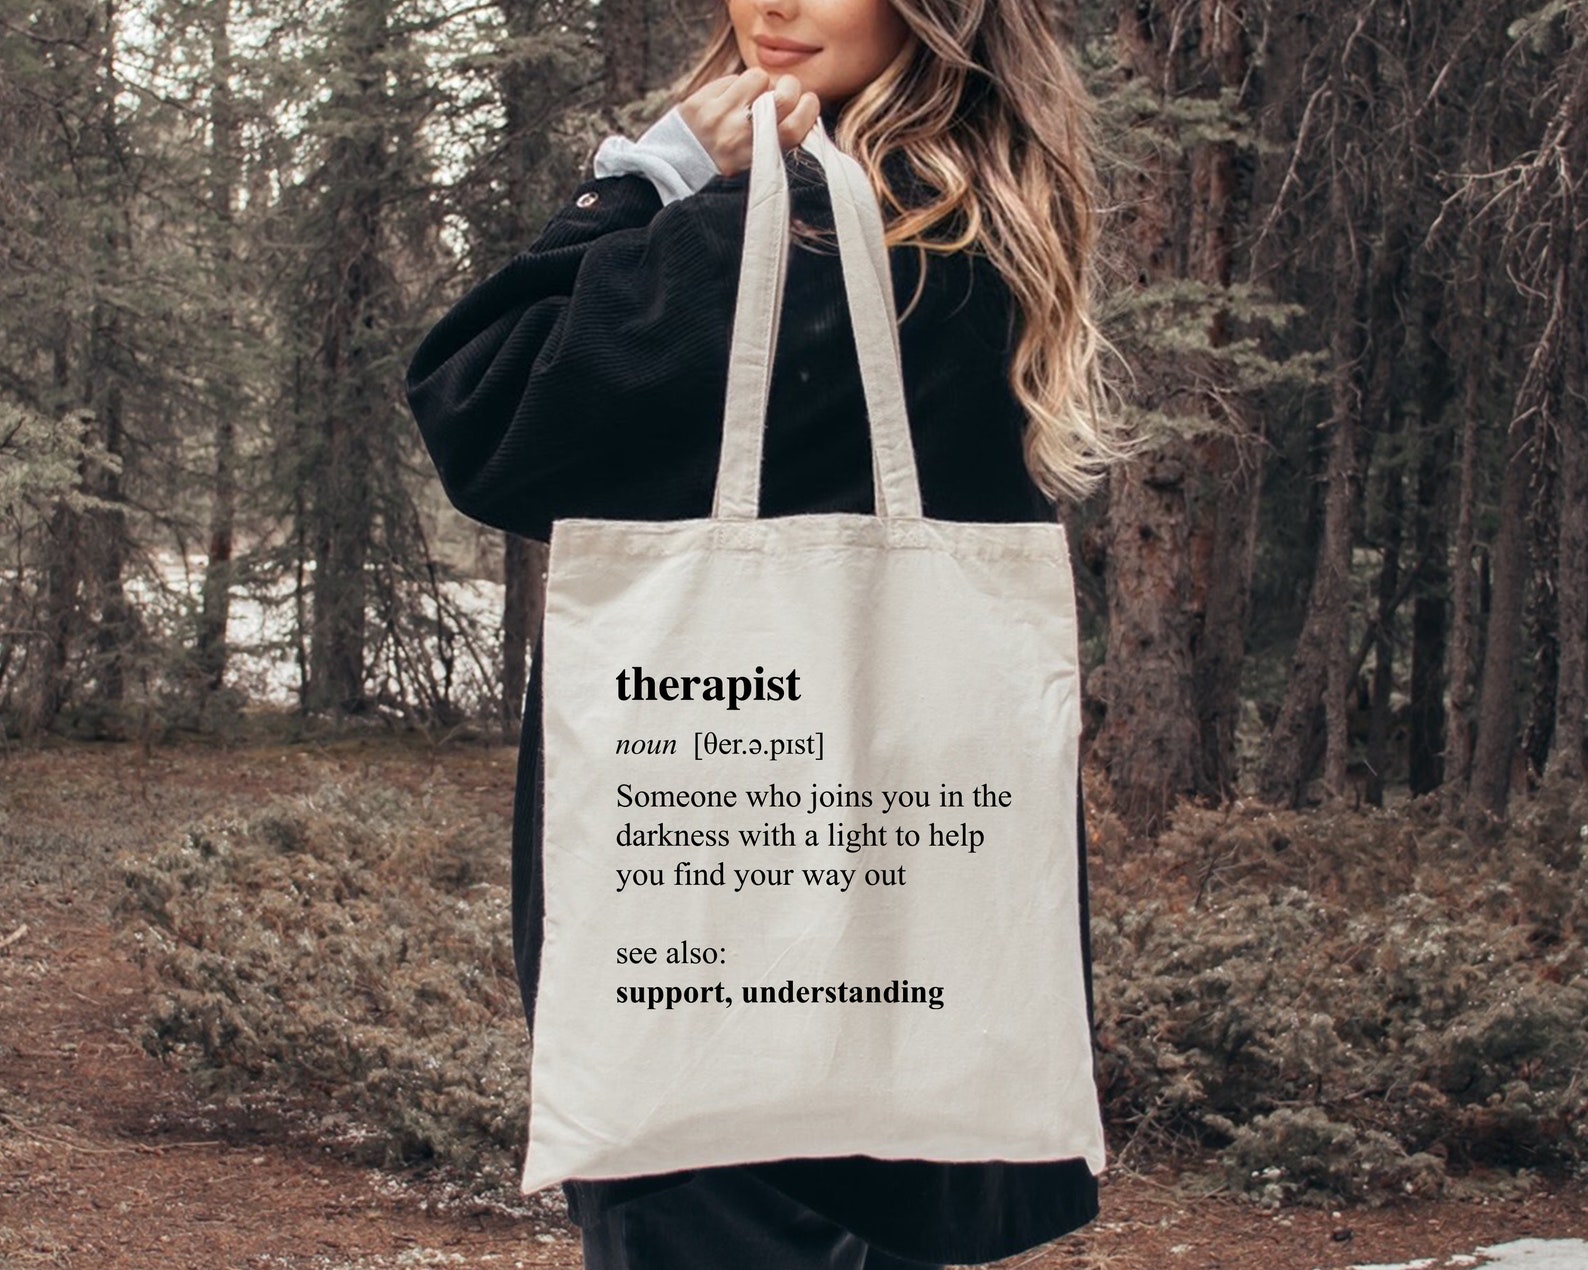 therapist
noun [θer.ə.pɪst]
Someone who joins you in the
darkness with a light to help
you find your way out
see also:
support, understanding